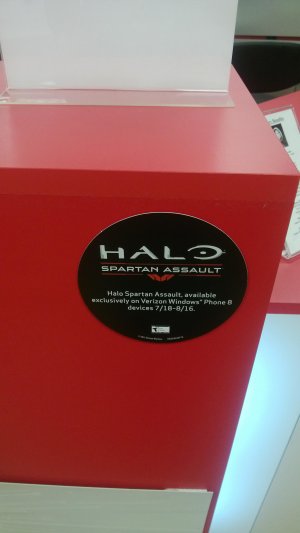 HALO
SPARTAN ASSAULT
Halo Spartan Assault, available
exclusively on Verizon Windows® Phone 8
devices 7/18-8/16.